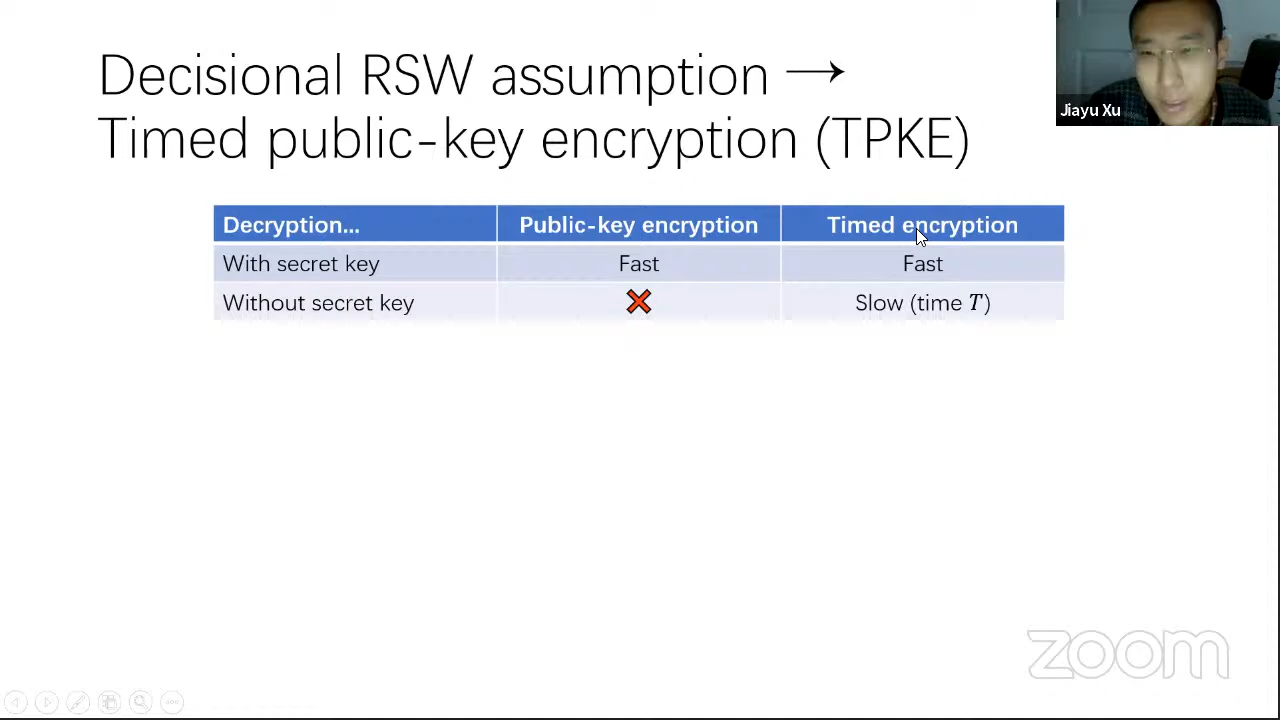 Decisional RSW assumption →
Timed public-key encryption (TPKE)
Jiayu Xu
Decryption... Public-key encryption Timed encryption
With secret key Fast Fast
Without secret key ❌ Slow (time T)
zoom